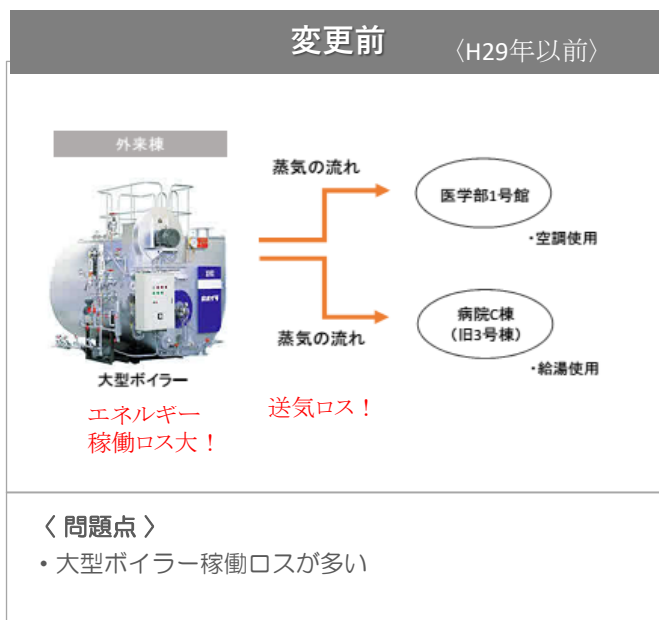 変更前 〈H29年以前〉
外来棟
蒸気の流れ
医学部1号館
・空調使用
病院C棟
（旧3号棟）
・給湯使用
蒸気の流れ
大型ボイラー
エネルギー
稼働ロス大！
送気ロス！
〈 問題点 〉
• 大型ボイラー稼働ロスが多い